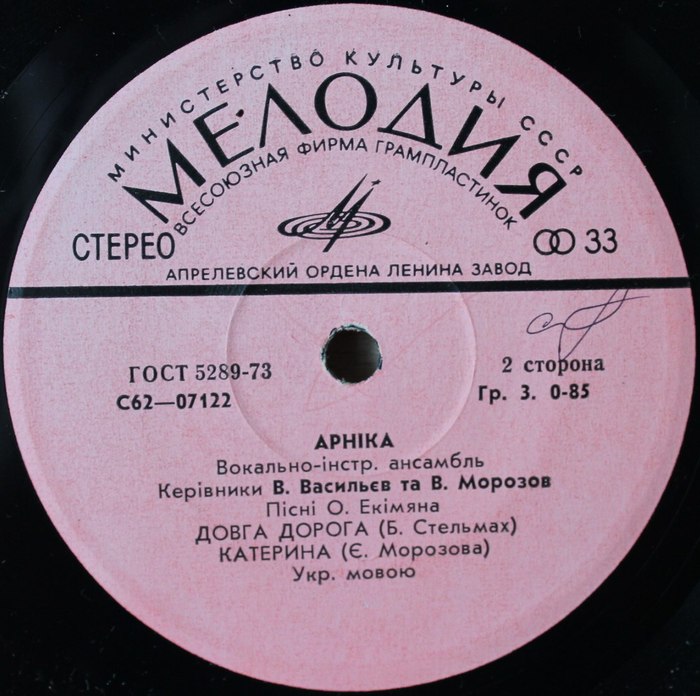 МИНИСТЕРСТВО КУЛЬТУРЫ СССР
МЕЛОДИЯ
ВСЕСОЮЗНАЯ ФИРМА ГРАМПЛАСТИНОК
СТЕРЕО
33
АПРЕЛЕВСКИЙ ОРДЕНА ЛЕНИНА ЗАВОД
ГОСТ 5289-73
2 сторона
С62—07122
Гр. 3. 0-85
АРНІКА
Вокально-інстр. ансамбль
Керівники В. Васильєв та В. Морозов
Пісні О. Екімяна
ДОВГА ДОРОГА (Б. Стельмах)
КАТЕРИНА (Є. Морозова)
Укр. мовою